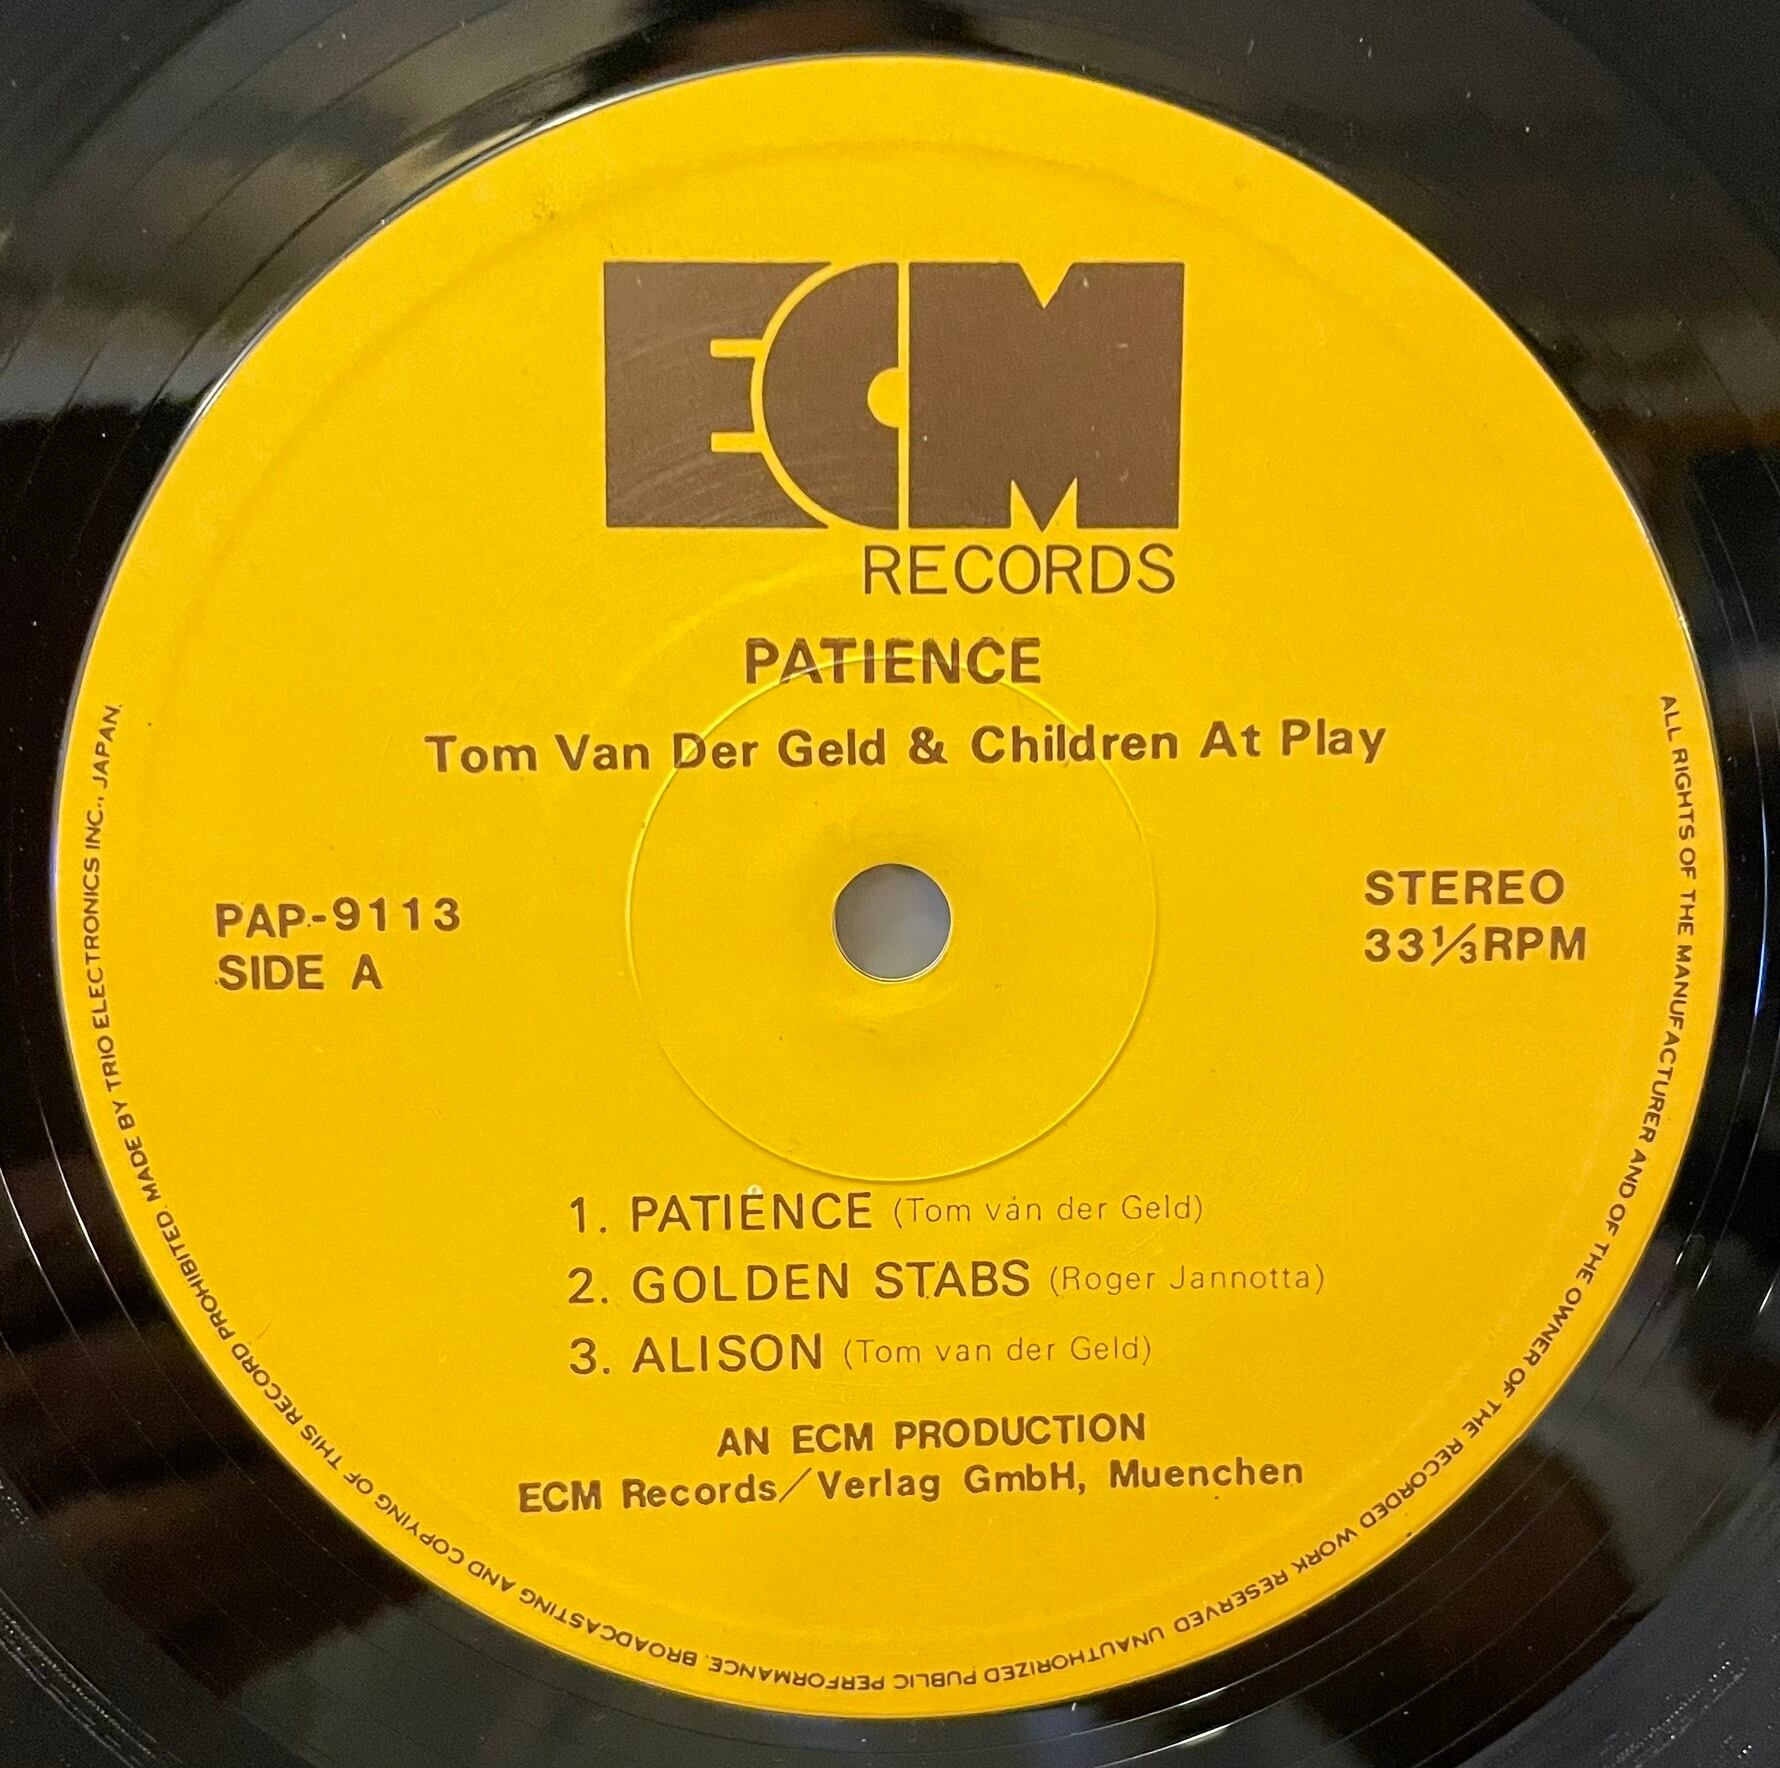 ECM
RECORDS
PATIENCE
Tom Van Der Geld & Children At Play
PAP-9113
SIDE A
STEREO
33⅓RPM
1. PATIENCE (Tom van der Geld)
2. GOLDEN STABS (Roger Jannotta)
3. ALISON (Tom van der Geld)
AN ECM PRODUCTION
ECM Records/Verlag GmbH, Muenchen
ALL RIGHTS OF THE MANUFACTURER AND OF THE OWNER OF THE RECORDED WORK RESERVED UNAUTHORIZED PUBLIC PERFORMANCE, BROADCASTING AND COPYING OF THIS RECORD PROHIBITED. MADE BY TRIO ELECTRONICS INC., JAPAN.